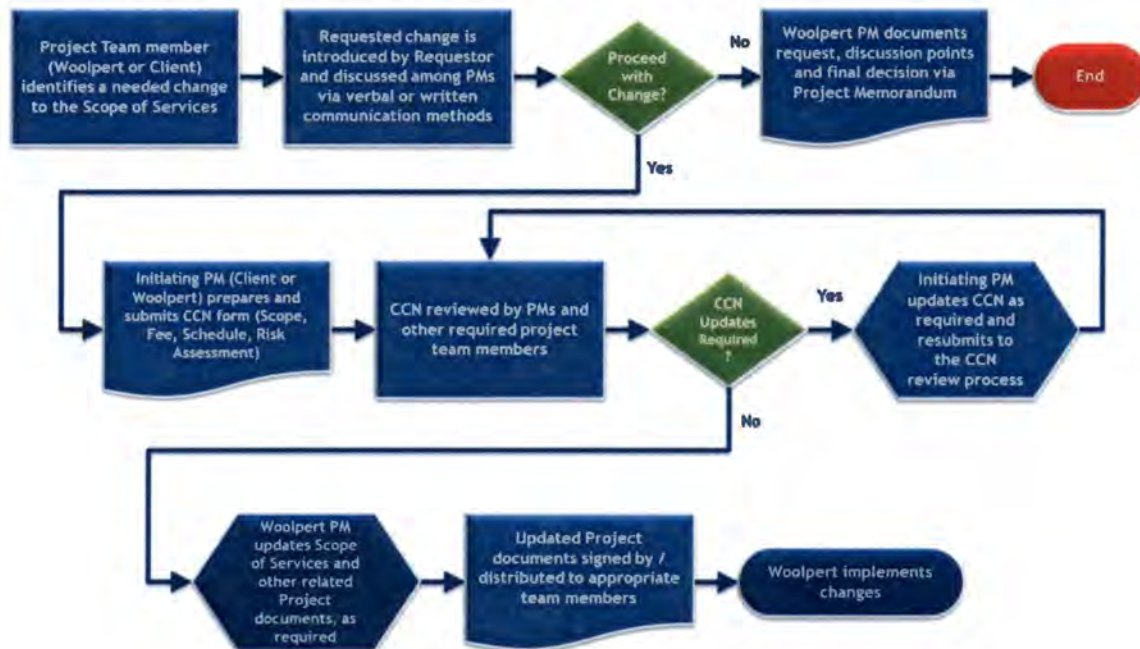 Project Team member
(Woolpert or Client)
identifies a needed change
to the Scope of Services
Requested change is
introduced by Requestor
and discussed among PMs
via verbal or written
communication methods
Proceed
with
Change?
No
Woolpert PM documents
request, discussion points
and final decision via
Project Memorandum
End
Yes
Initiating PM (Client or
Woolpert) prepares and
submits CCN form (Scope,
Fee, Schedule, Risk
Assessment)
CCN reviewed by PMs and
other required project
team members
CCN
Updates
Required
?
Yes
Initiating PM
updates CCN as
required and
resubmits to
the CCN
review process
No
Woolpert PM
updates Scope
of Services and
other related
Project
documents, as
required
Updated Project
documents signed by /
distributed to appropriate
team members
Woolpert implements
changes